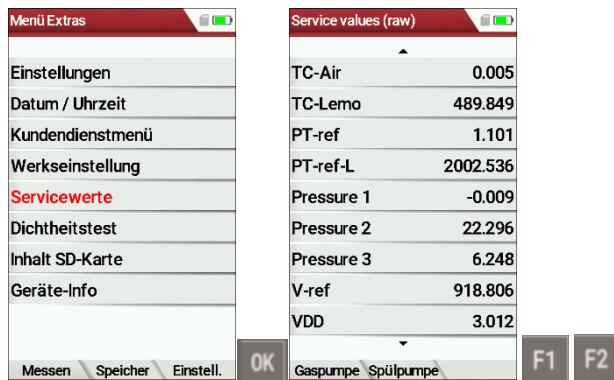 Menü Extras
Einstellungen
Datum / Uhrzeit
Kundendienstmenü
Werkseinstellung
Servicewerte
Dichtheitstest
Inhalt SD-Karte
Geräte-Info
Messen Speicher Einstell.
OK
Service values (raw)
TC-Air 0.005
TC-Lemo 489.849
PT-ref 1.101
PT-ref-L 2002.536
Pressure 1 -0.009
Pressure 2 22.296
Pressure 3 6.248
V-ref 918.806
VDD 3.012
Gaspumpe Spülpumpe
F1 F2